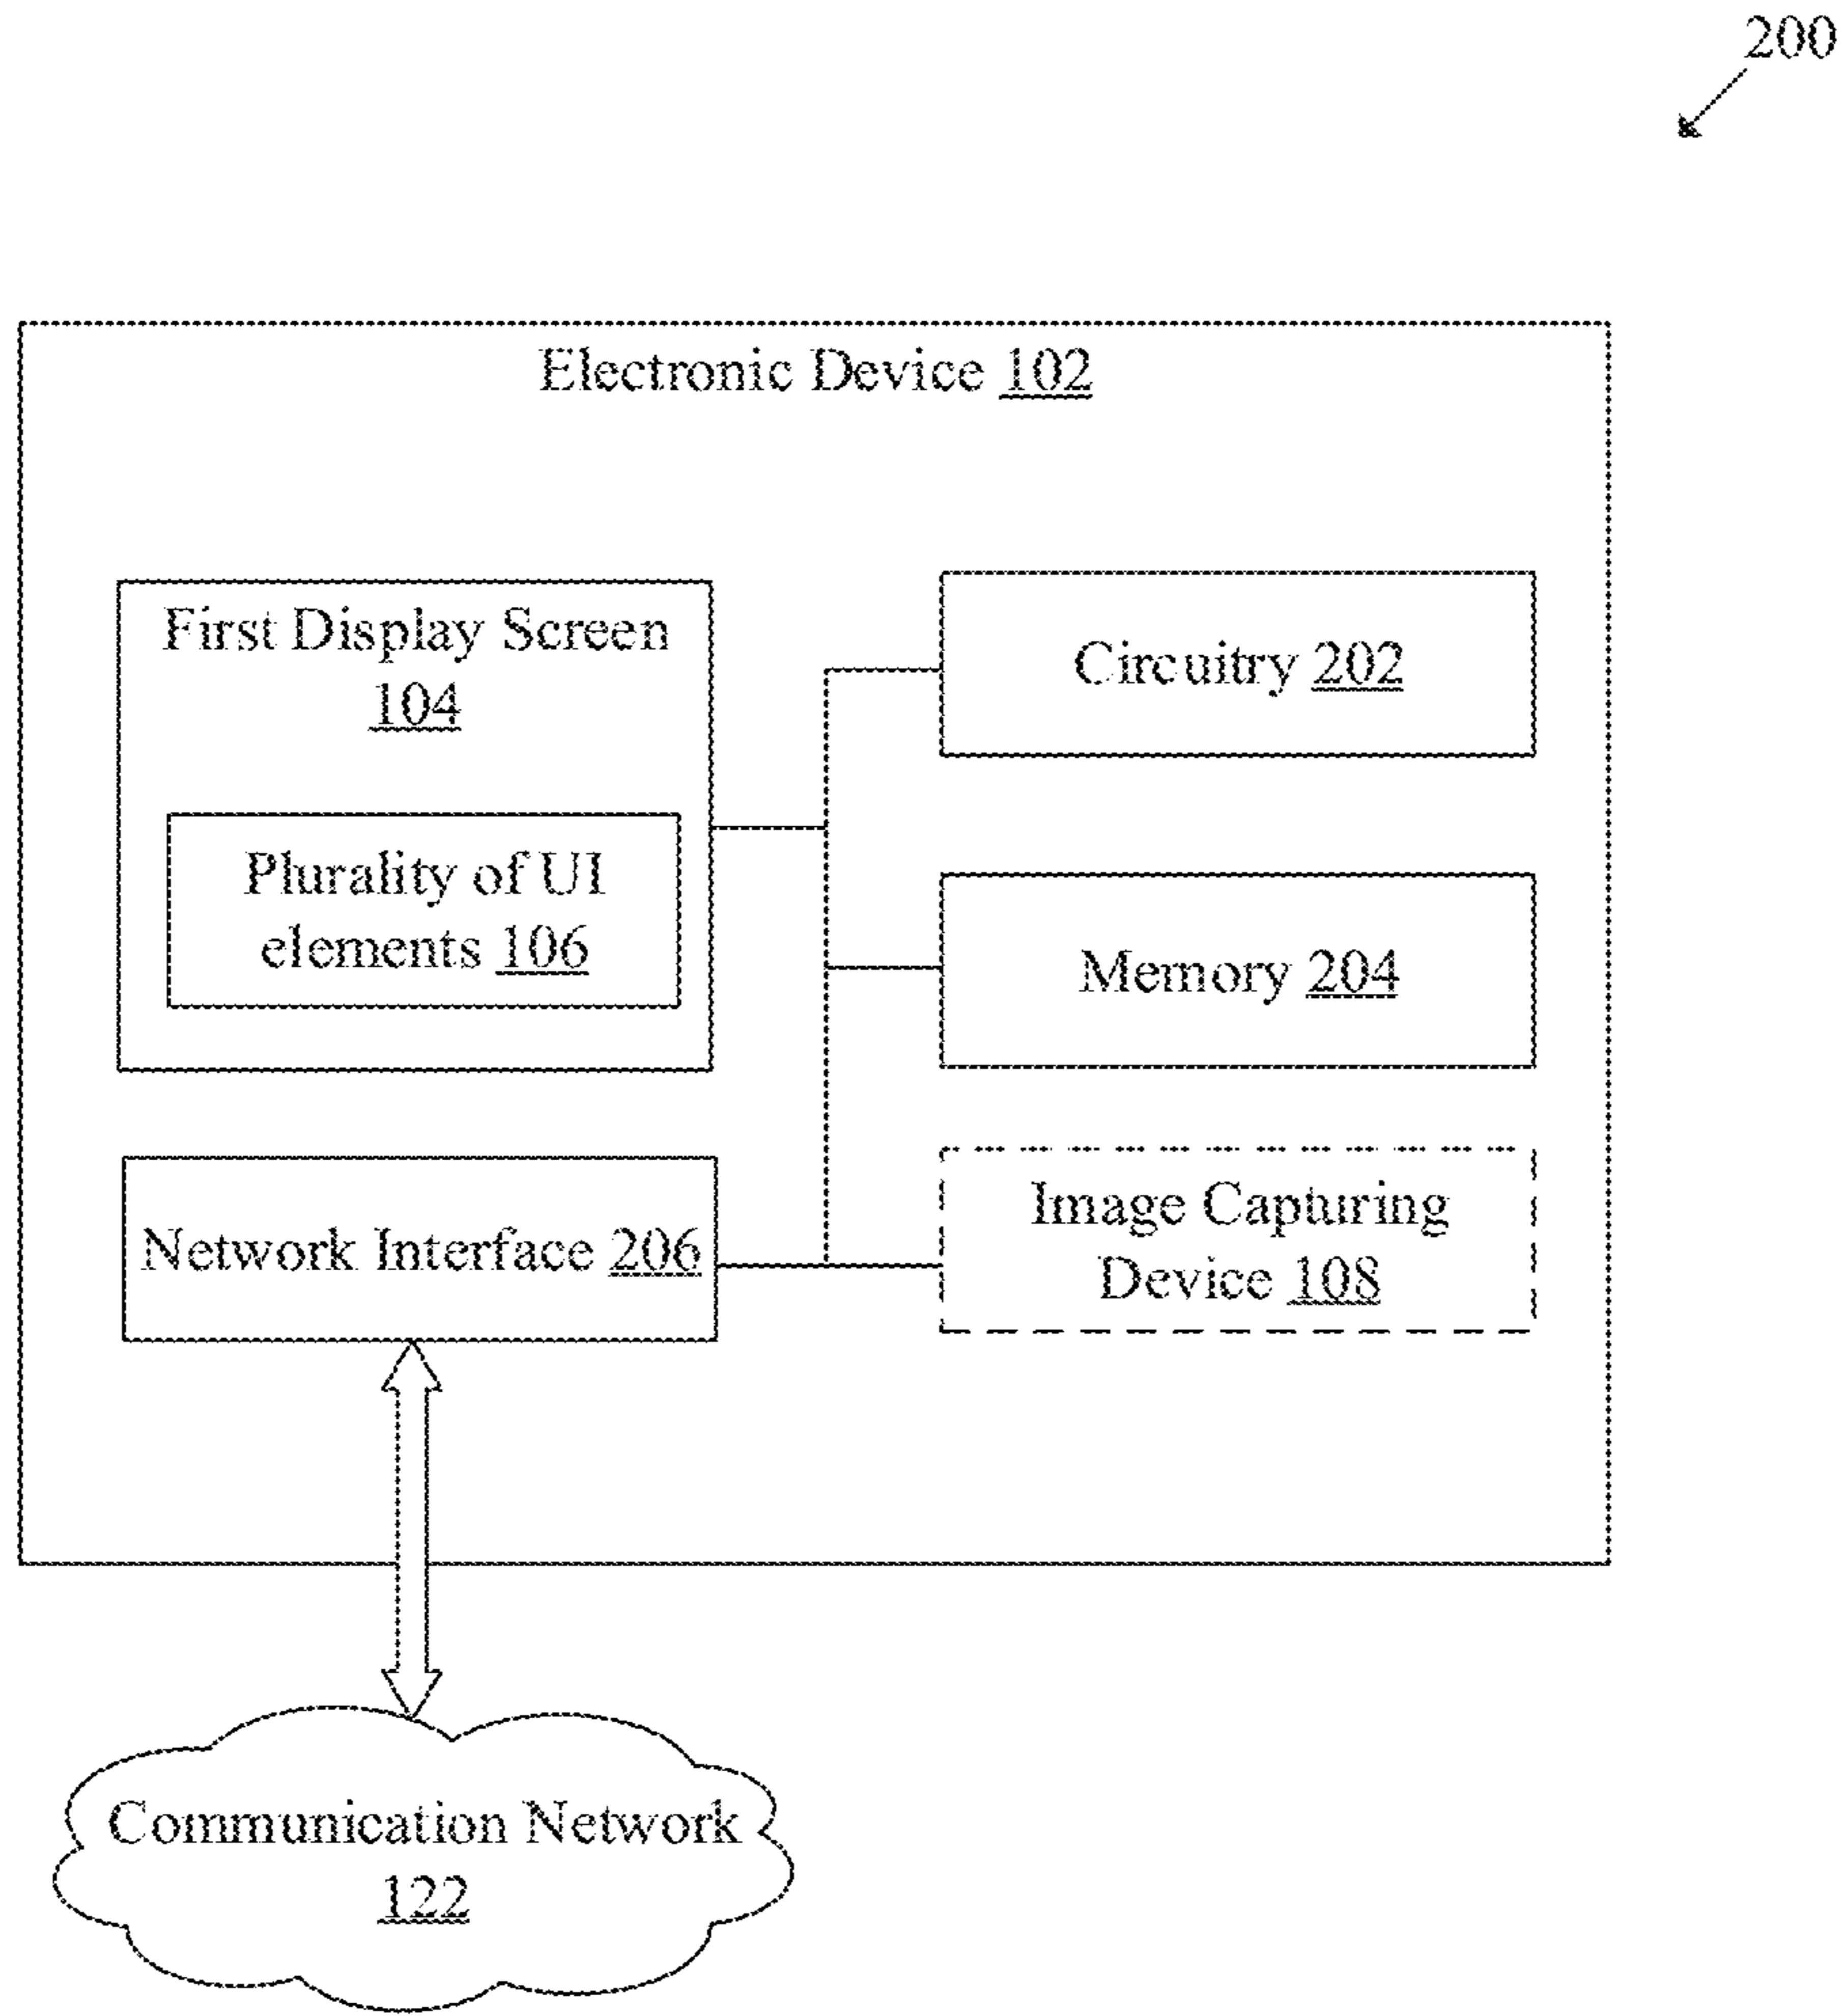 200
Electronic Device 102
First Display Screen
104
Plurality of UI
elements 106
Circuitry 202
Memory 204
Network Interface 206
Image Capturing
Device 108
Communication Network
122